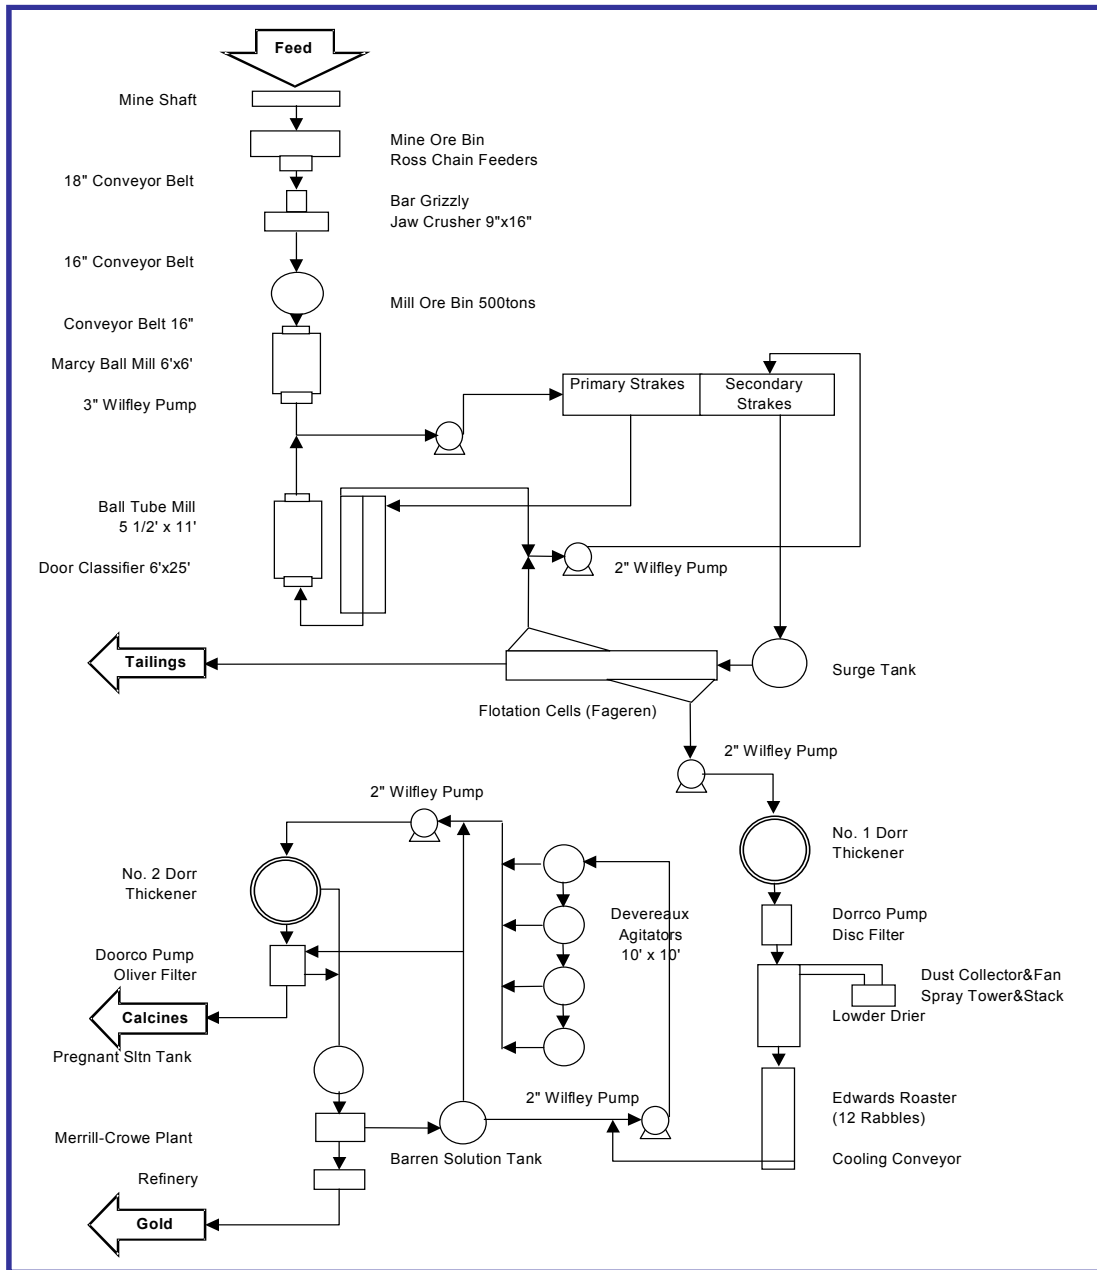 Feed
Mine Shaft
Mine Ore Bin
Ross Chain Feeders
18" Conveyor Belt
Bar Grizzly
Jaw Crusher 9"x16"
16" Conveyor Belt
Mill Ore Bin 500tons
Conveyor Belt 16"
Marcy Ball Mill 6'x6'
3" Wilfley Pump
Primary Strakes
Secondary
Strakes
Ball Tube Mill
5 1/2' x 11'
Door Classifier 6'x25'
2" Wilfley Pump
Tailings
Surge Tank
Flotation Cells (Fageren)
2" Wilfley Pump
2" Wilfley Pump
No. 1 Dorr
Thickener
No. 2 Dorr
Thickener
Devereaux
Agitators
10' x 10'
Dorrco Pump
Disc Filter
Doorco Pump
Oliver Filter
Dust Collector&Fan
Spray Tower&Stack
Lowder Drier
Calcines
Pregnant Sltn Tank
2" Wilfley Pump
Edwards Roaster
(12 Rabbles)
Merrill-Crowe Plant
Barren Solution Tank
Cooling Conveyor
Refinery
Gold